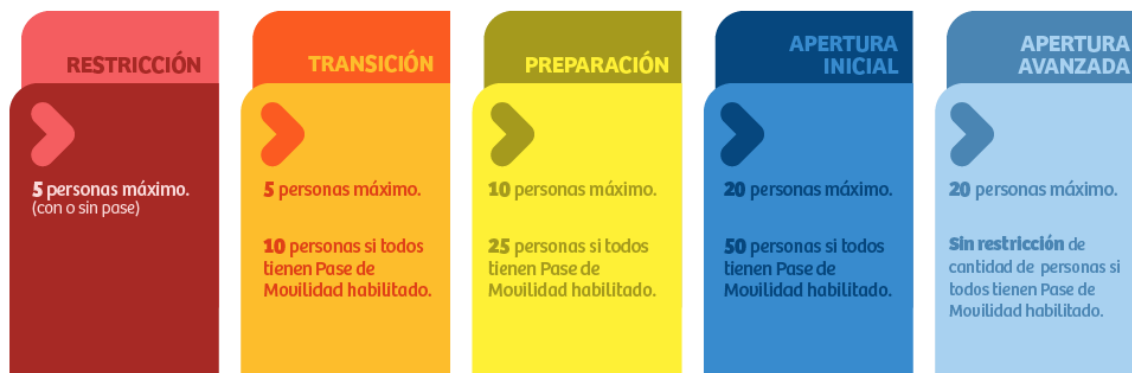 RESTRICCIÓN
5 personas máximo.
(con o sin pase)
TRANSICIÓN
5 personas máximo.
10 personas si todos
tienen Pase de
Movilidad habilitado.
PREPARACIÓN
10 personas máximo.
25 personas si todos
tienen Pase de
Movilidad habilitado.
APERTURA
INICIAL
20 personas máximo.
50 personas si todos
tienen Pase de
Movilidad habilitado.
APERTURA
AVANZADA
20 personas máximo.
Sin restricción de
cantidad de personas si
todos tienen Pase de
Movilidad habilitado.